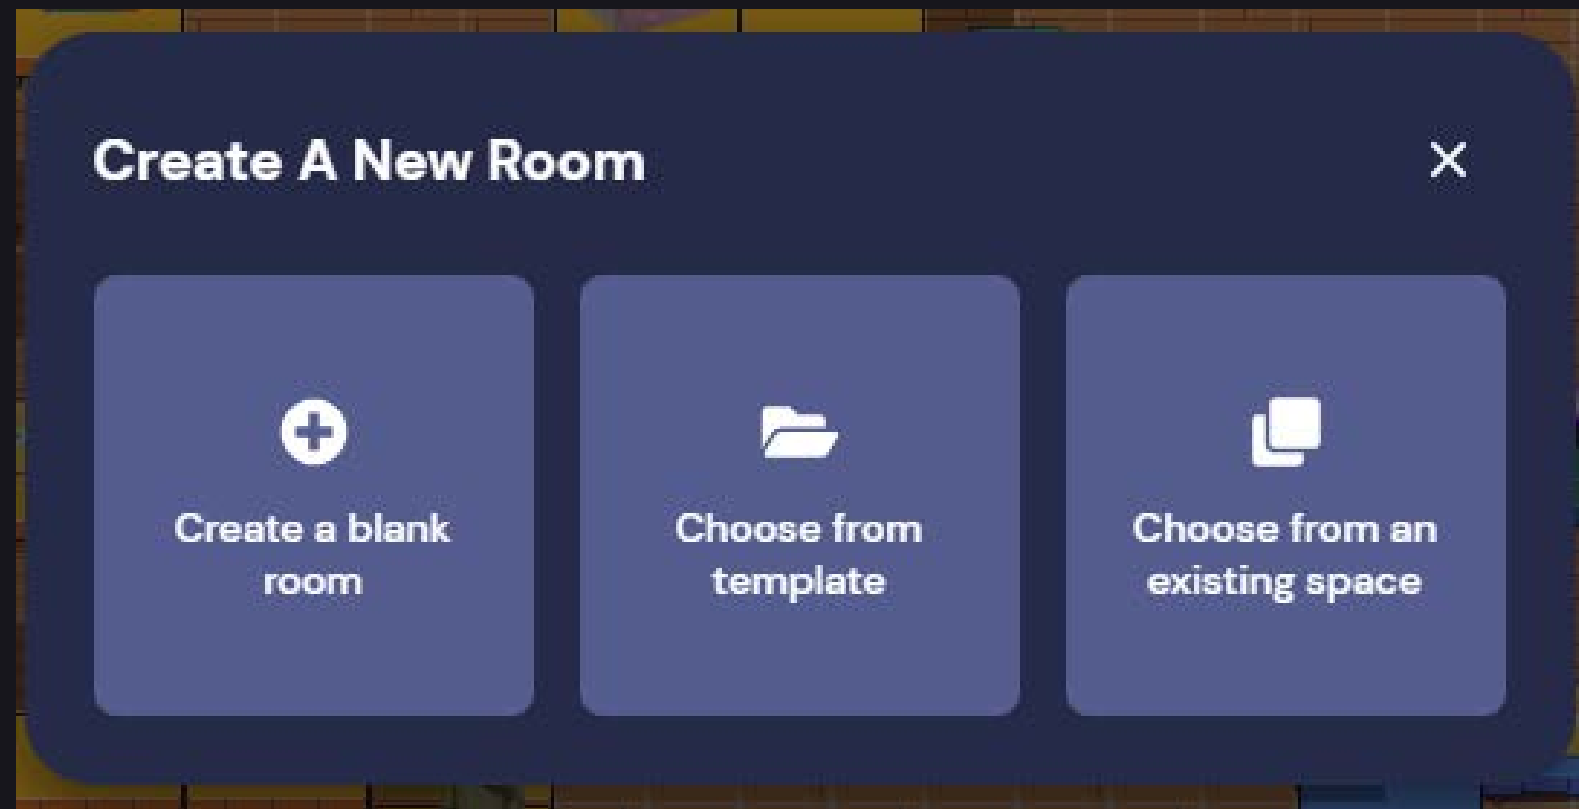 Create A New Room
Create a blank
room
Choose from
template
Choose from an
existing space